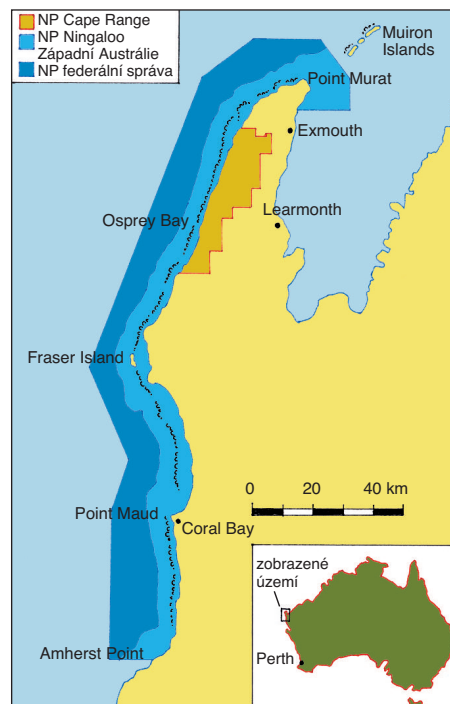 NP Cape Range
NP Ningaloo
Západní Austrálie
NP federální správa
Muiron
Islands
Point Murat
Exmouth
Osprey Bay
Learmonth
Fraser Island
0 20 40 km
Point Maud
Coral Bay
zobrazené
území
Amherst Point
Perth